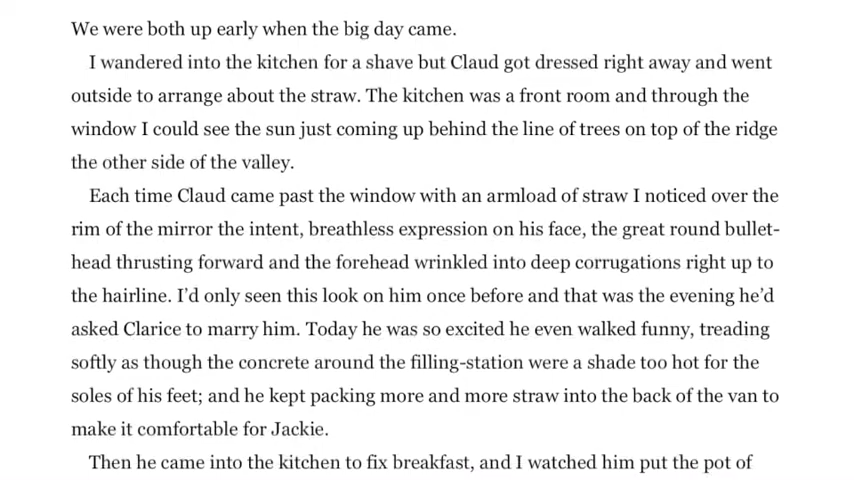 We were both up early when the big day came.
I wandered into the kitchen for a shave but Claud got dressed right away and went
outside to arrange about the straw. The kitchen was a front room and through the
window I could see the sun just coming up behind the line of trees on top of the ridge
the other side of the valley.
Each time Claud came past the window with an armload of straw I noticed over the
rim of the mirror the intent, breathless expression on his face, the great round bullet-
head thrusting forward and the forehead wrinkled into deep corrugations right up to
the hairline. I’d only seen this look on him once before and that was the evening he’d
asked Clarice to marry him. Today he was so excited he even walked funny, treading
softly as though the concrete around the filling-station were a shade too hot for the
soles of his feet; and he kept packing more and more straw into the back of the van to
make it comfortable for Jackie.
Then he came into the kitchen to fix breakfast, and I watched him put the pot of